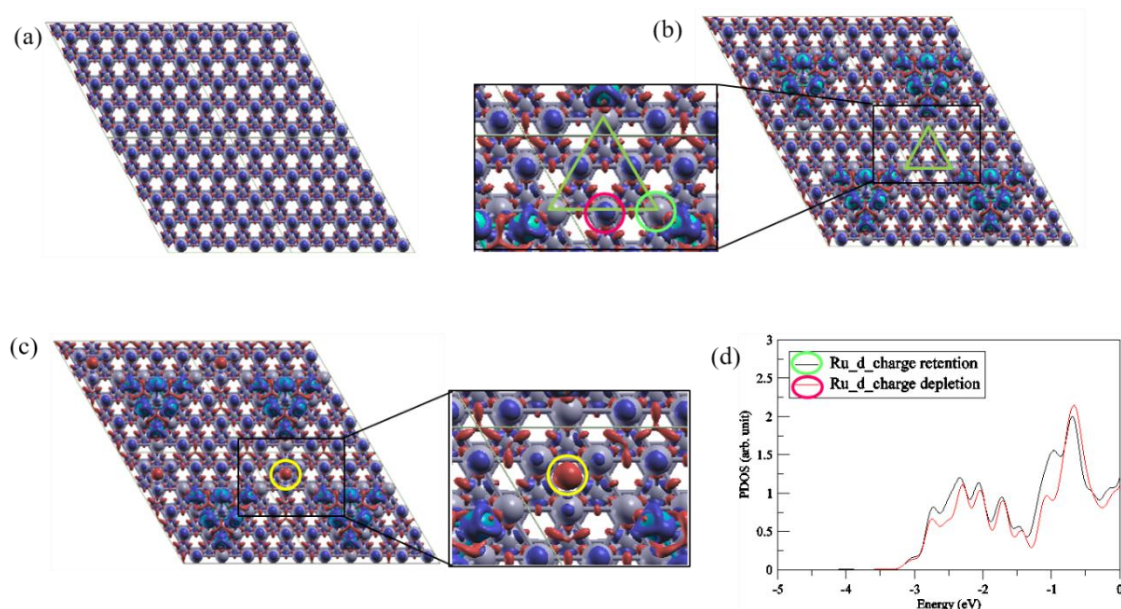 (a)
(b)
(c)
(d)
3
2.5
2
1.5
1
0.5
0
PDOS (arb. unit)
Ru_d_charge retention
Ru_d_charge depletion
-5 -4 -3 -2 -1 0
Energy (eV)